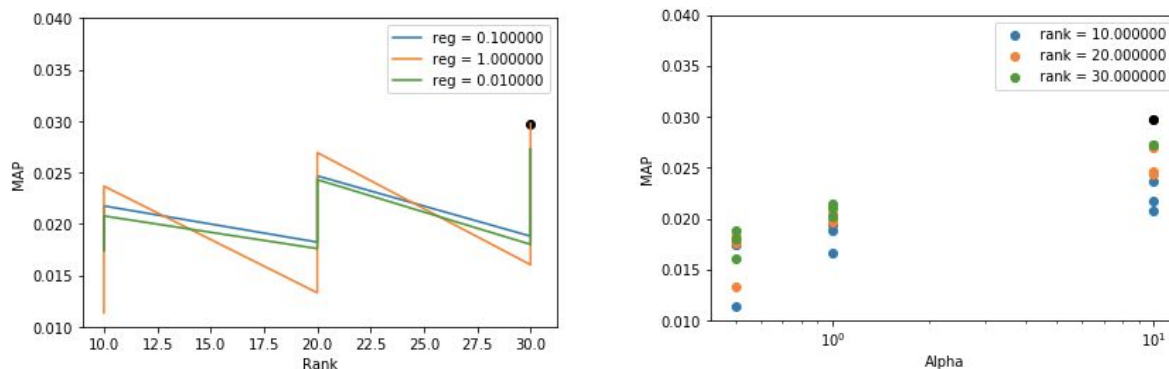 0.040
0.035
0.030
0.025
0.020
0.015
0.010
MAP
reg = 0.100000
reg = 1.000000
reg = 0.010000
10.0 12.5 15.0 17.5 20.0 22.5 25.0 27.5 30.0
Rank
0.040
0.035
0.030
0.025
0.020
0.015
0.010
MAP
rank = 10.000000
rank = 20.000000
rank = 30.000000
10⁰ 10¹
Alpha